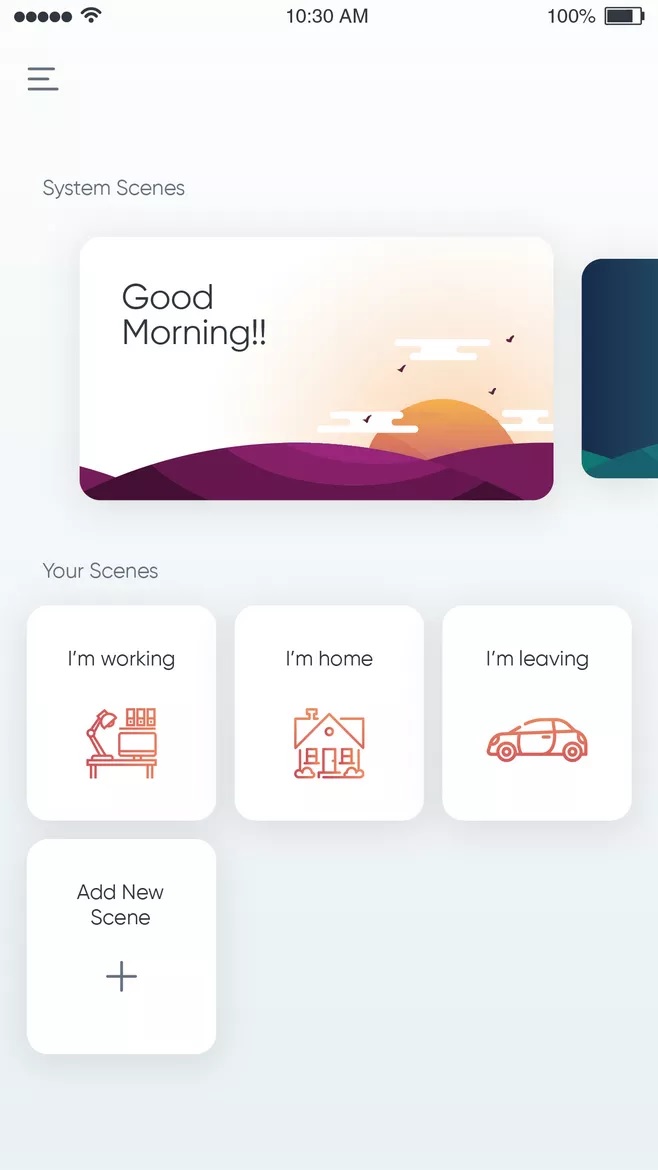 10:30 AM
100%
System Scenes
Good
Morning!!
Your Scenes
I’m working
I’m home
I’m leaving
Add New
Scene